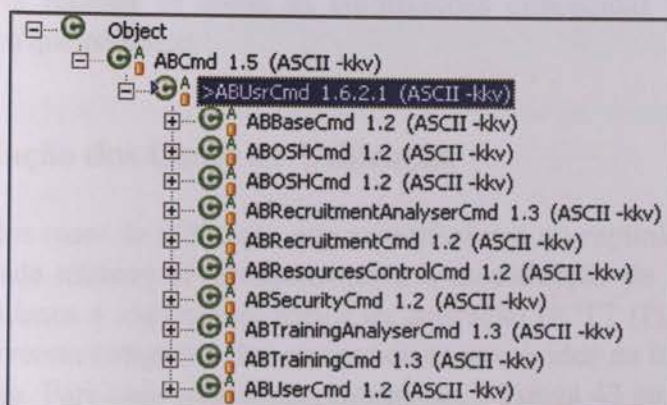 Object
ABCmd 1.5 (ASCII -kkv)
>ABUsrCmd 1.6.2.1 (ASCII -kkv)
ABBaseCmd 1.2 (ASCII -kkv)
ABOSHCmd 1.2 (ASCII -kkv)
ABOSHCmd 1.2 (ASCII -kkv)
ABRecruitmentAnalyserCmd 1.3 (ASCII -kkv)
ABRecruitmentCmd 1.2 (ASCII -kkv)
ABResourcesControlCmd 1.2 (ASCII -kkv)
ABSecurityCmd 1.2 (ASCII -kkv)
ABTrainingAnalyserCmd 1.3 (ASCII -kkv)
ABTrainingCmd 1.3 (ASCII -kkv)
ABUserCmd 1.2 (ASCII -kkv)